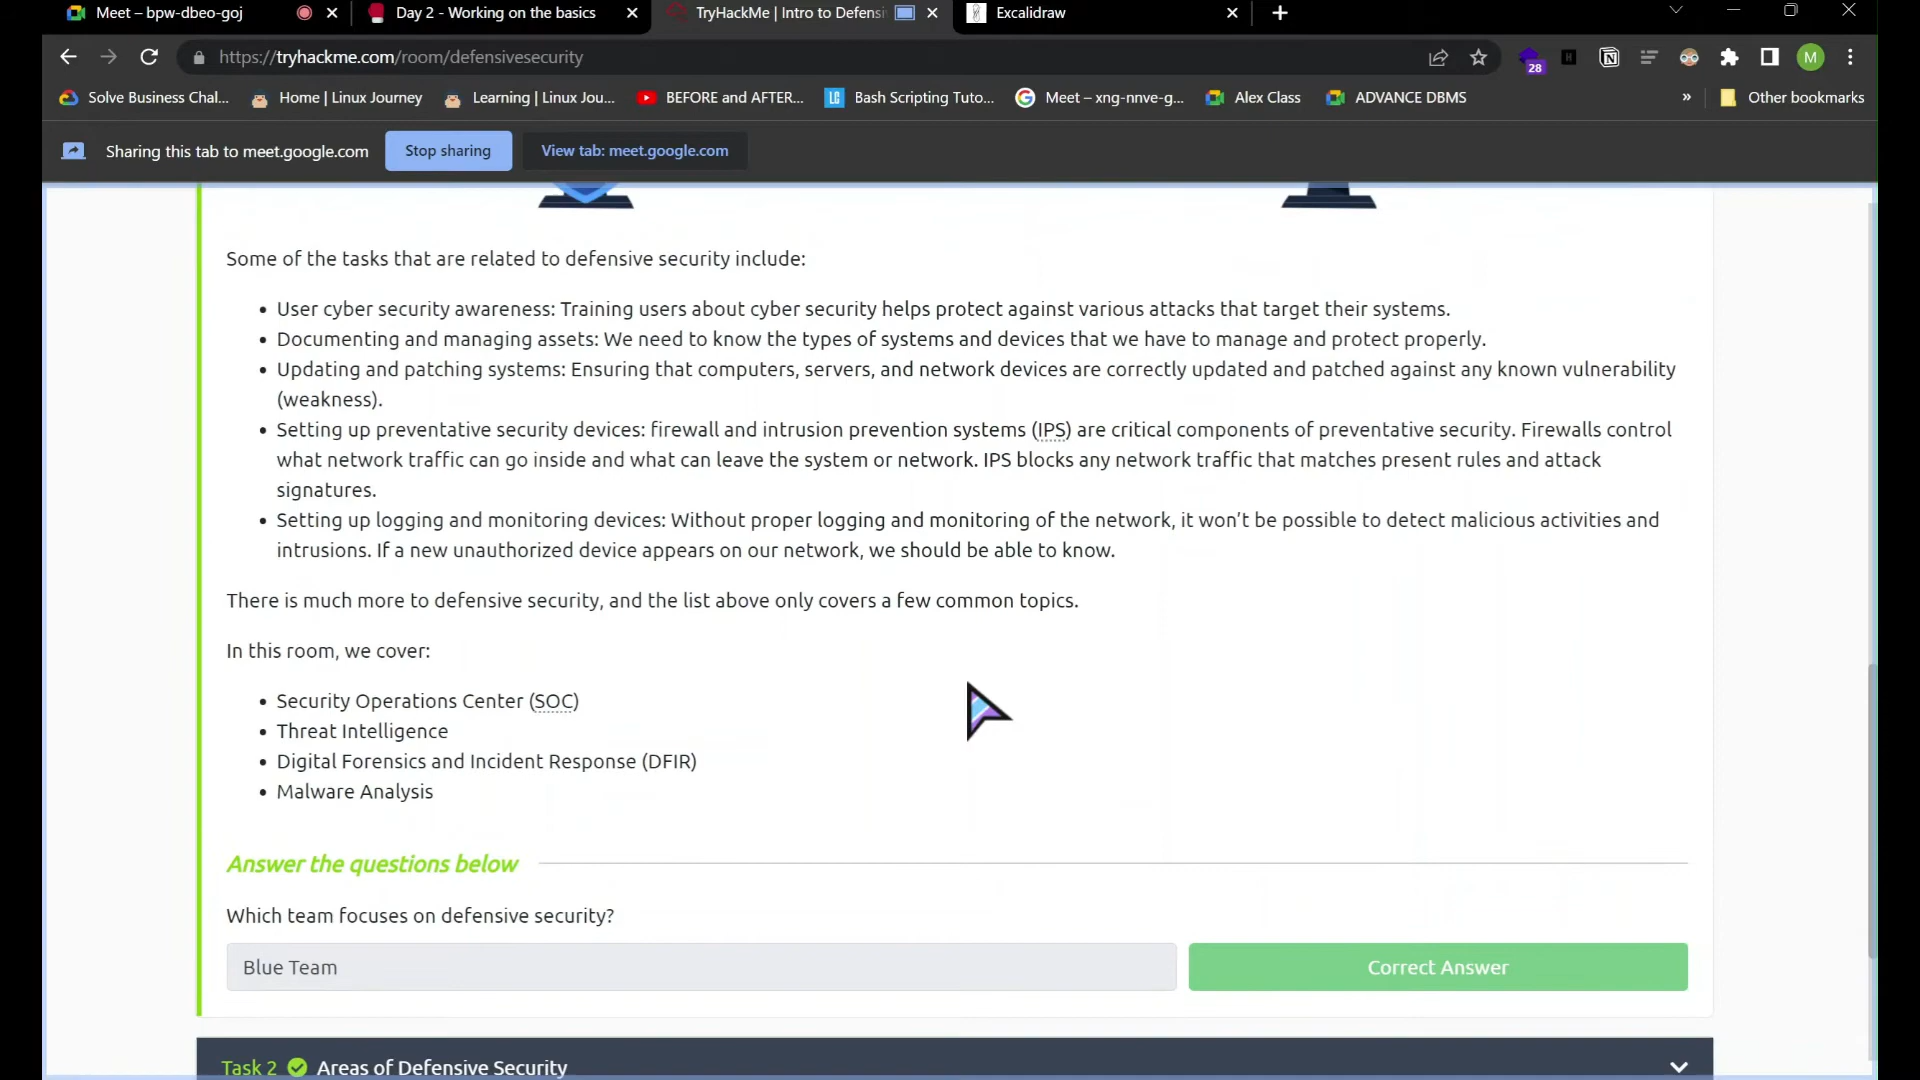 Meet – bpw-dbeo-goj
Day 2 - Working on the basics
TryHackMe | Intro to Defensi
Excalidraw
https://tryhackme.com/room/defensivesecurity
28
M
Solve Business Chal...
Home | Linux Journey
Learning | Linux Jou...
BEFORE and AFTER...
LC
Bash Scripting Tuto...
Meet – xng-nnve-g...
Alex Class
ADVANCE DBMS
»
Other bookmarks
Sharing this tab to meet.google.com
Stop sharing
View tab: meet.google.com
Some of the tasks that are related to defensive security include:
• User cyber security awareness: Training users about cyber security helps protect against various attacks that target their systems.
• Documenting and managing assets: We need to know the types of systems and devices that we have to manage and protect properly.
• Updating and patching systems: Ensuring that computers, servers, and network devices are correctly updated and patched against any known vulnerability
(weakness).
• Setting up preventative security devices: firewall and intrusion prevention systems (IPS) are critical components of preventative security. Firewalls control
what network traffic can go inside and what can leave the system or network. IPS blocks any network traffic that matches present rules and attack
signatures.
• Setting up logging and monitoring devices: Without proper logging and monitoring of the network, it won't be possible to detect malicious activities and
intrusions. If a new unauthorized device appears on our network, we should be able to know.
There is much more to defensive security, and the list above only covers a few common topics.
In this room, we cover:
• Security Operations Center (SOC)
• Threat Intelligence
• Digital Forensics and Incident Response (DFIR)
• Malware Analysis
Answer the questions below
Which team focuses on defensive security?
Blue Team
Correct Answer
Task 2
Areas of Defensive Security